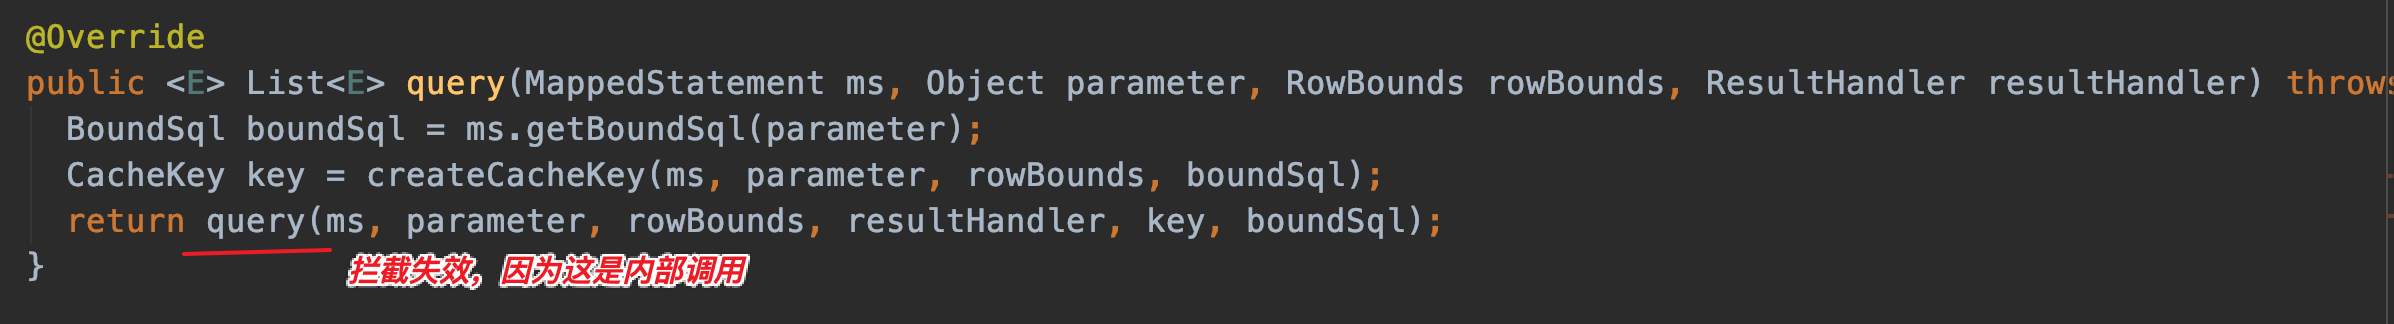 @Override
public <E> List<E> query(MappedStatement ms, Object parameter, RowBounds rowBounds, ResultHandler resultHandler) throws
BoundSql boundSql = ms.getBoundSql(parameter);
CacheKey key = createCacheKey(ms, parameter, rowBounds, boundSql);
return query(ms, parameter, rowBounds, resultHandler, key, boundSql);
}
拦截失效，因为这是内部调用